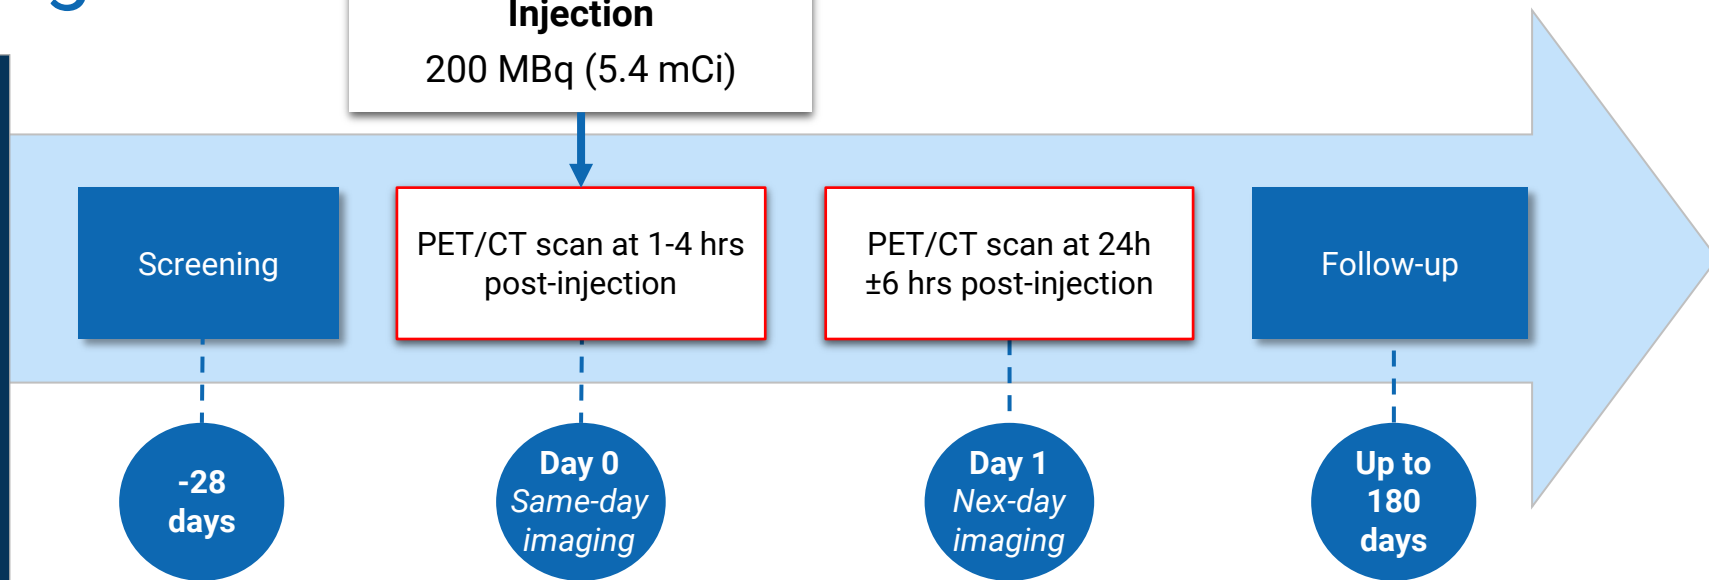 Injection
200 MBq (5.4 mCi)
Screening
PET/CT scan at 1-4 hrs
post-injection
PET/CT scan at 24h
±6 hrs post-injection
Follow-up
-28
days
Day 0
Same-day
imaging
Day 1
Nex-day
imaging
Up to
180
days